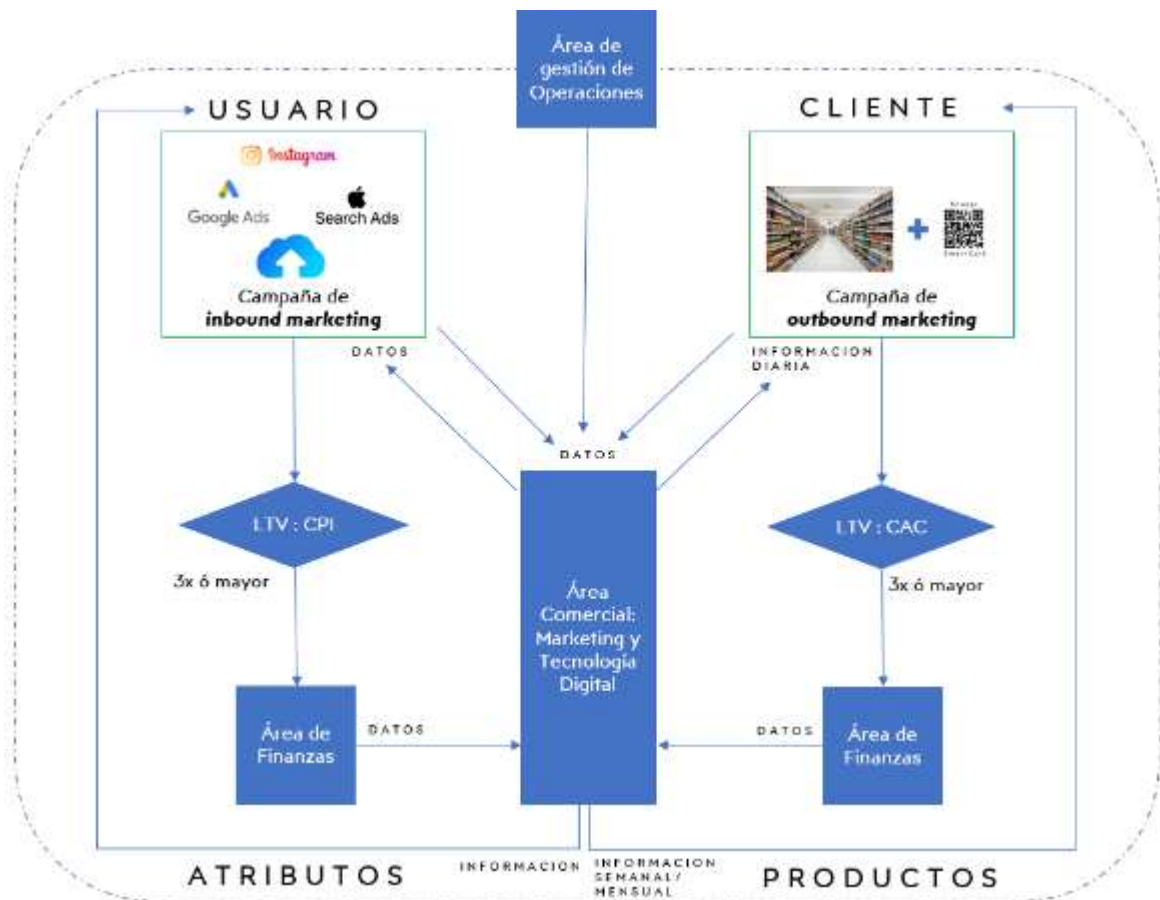 Área de
gestión de
Operaciones
USUARIO
CLIENTE
Instagram
Google Ads
Search Ads
Campaña de
inbound marketing
Campaña de
outbound marketing
DATOS
INFORMACION
DIARIA
DATOS
LTV : CPI
LTV : CAC
3x ó mayor
3x ó mayor
Área
Comercial:
Marketing y
Tecnología
Digital
Área de
Finanzas
DATOS
DATOS
Área de
Finanzas
ATRIBUTOS
INFORMACION
INFORMACION
SEMANAL/
MENSUAL
PRODUCTOS